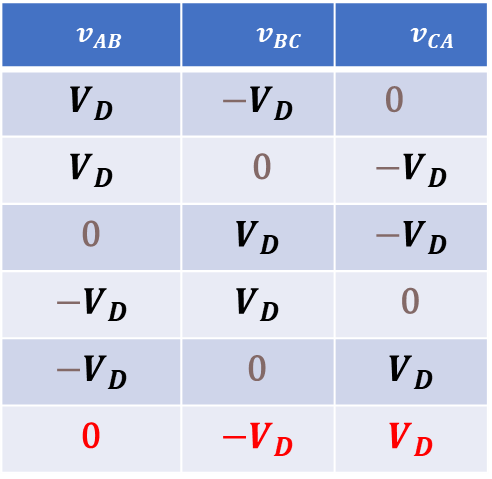 v_AB v_BC v_CA
V_D −V_D 0
V_D 0 −V_D
0 V_D −V_D
−V_D V_D 0
−V_D 0 V_D
0 −V_D V_D